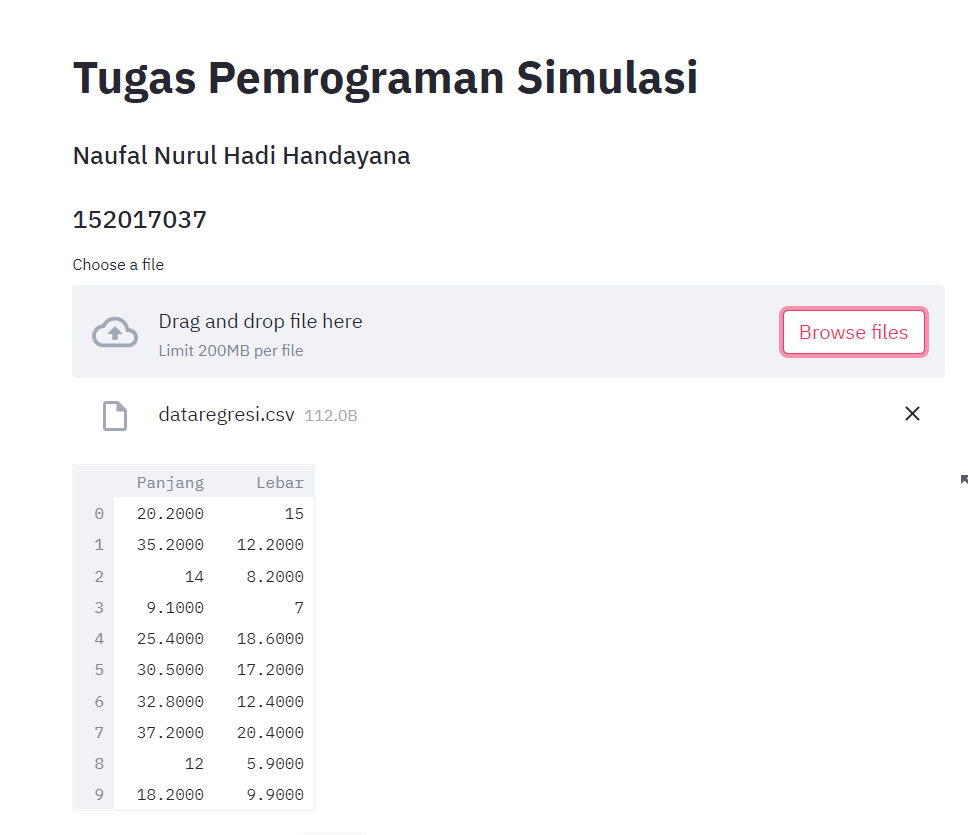 Tugas Pemrograman Simulasi
Naufal Nurul Hadi Handayana
152017037
Choose a file
Drag and drop file here
Limit 200MB per file
Browse files
dataregresi.csv 112.0B
Panjang Lebar
0 20.2000 15
1 35.2000 12.2000
2 14 8.2000
3 9.1000 7
4 25.4000 18.6000
5 30.5000 17.2000
6 32.8000 12.4000
7 37.2000 20.4000
8 12 5.9000
9 18.2000 9.9000